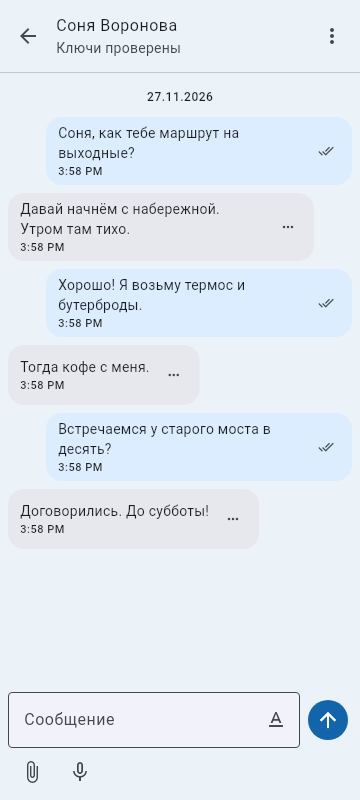 Соня Воронова
Ключи проверены
27.11.2026
Соня, как тебе маршрут на
выходные?
3:58 PM
Давай начнём с набережной.
Утром там тихо.
3:58 PM
Хорошо! Я возьму термос и
бутерброды.
3:58 PM
Тогда кофе с меня.
3:58 PM
Встречаемся у старого моста в
десять?
3:58 PM
Договорились. До субботы!
3:58 PM
Сообщение